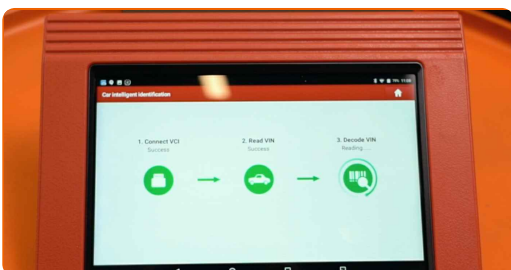 Car Intelligent Identification
1. Connect VCI
Success
2. Read VIN
Success
3. Decode VIN
Reading....